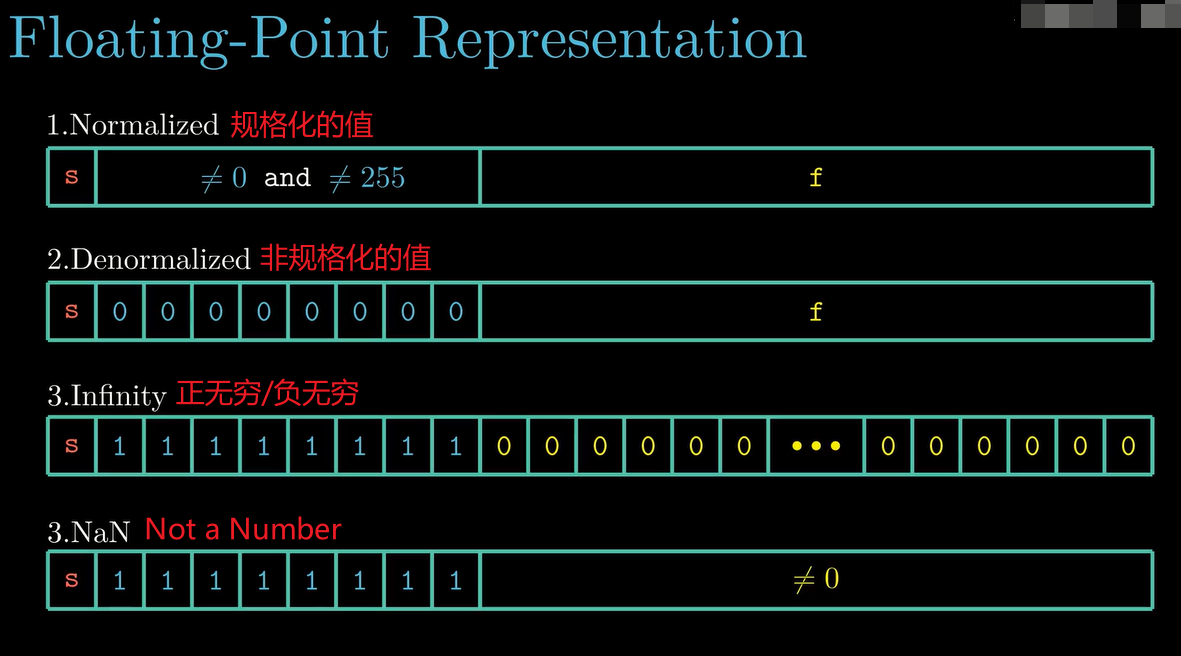 Floating-Point Representation
1.Normalized 规格化的值
s ≠ 0 and ≠ 255 f
2.Denormalized 非规格化的值
s 0 0 0 0 0 0 0 0 f
3.Infinity 正无穷/负无穷
s 1 1 1 1 1 1 1 1 0 0 0 0 0 0 ••• 0 0 0 0 0 0
3.NaN Not a Number
s 1 1 1 1 1 1 1 1 ≠ 0